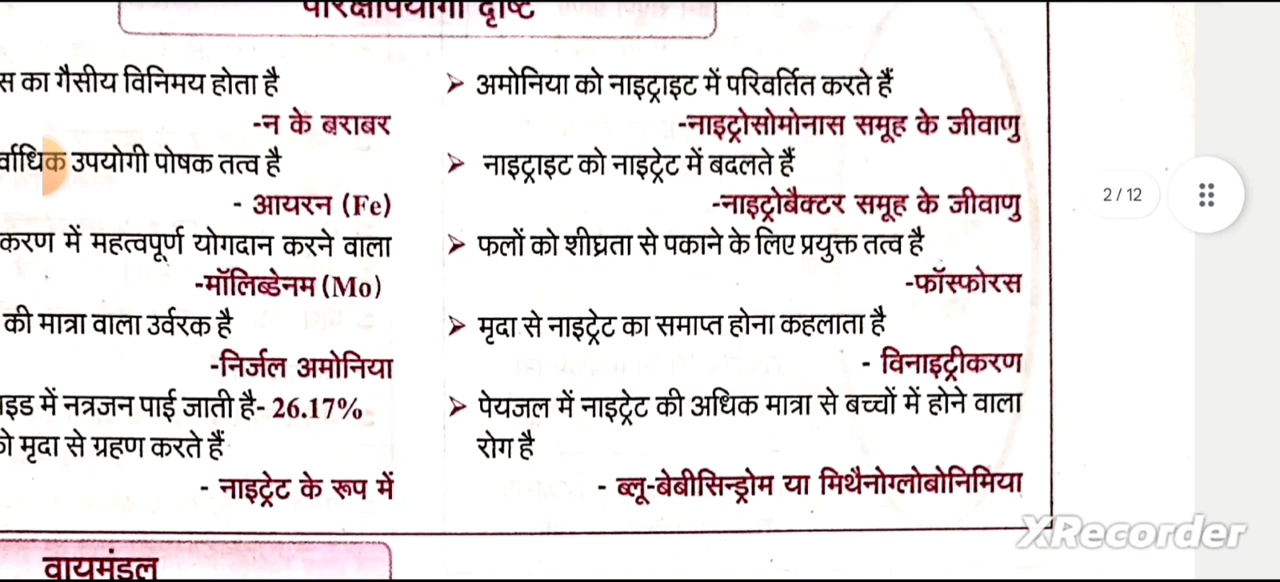 परिक्षोपयोगी दृष्टि
स का गैसीय विनिमय होता है
-न के बराबर
र्वाधिक उपयोगी पोषक तत्व है
- आयरन (Fe)
करण में महत्वपूर्ण योगदान करने वाला
-मॉलिब्डेनम (Mo)
की मात्रा वाला उर्वरक है
-निर्जल अमोनिया
इड में नत्रजन पाई जाती है- 26.17%
मृदा से ग्रहण करते हैं
- नाइट्रेट के रूप में
➢ अमोनिया को नाइट्राइट में परिवर्तित करते हैं
-नाइट्रोसोमोनास समूह के जीवाणु
➢ नाइट्राइट को नाइट्रेट में बदलते हैं
-नाइट्रोबैक्टर समूह के जीवाणु
➢ फलों को शीघ्रता से पकाने के लिए प्रयुक्त तत्व है
-फॉस्फोरस
➢ मृदा से नाइट्रेट का समाप्त होना कहलाता है
- विनाइट्रीकरण
➢ पेयजल में नाइट्रेट की अधिक मात्रा से बच्चों में होने वाला
रोग है
- ब्लू-बेबीसिन्ड्रोम या मिथैनोग्लोबोनिमिया
वायमंडल
2 / 12
XRecorder